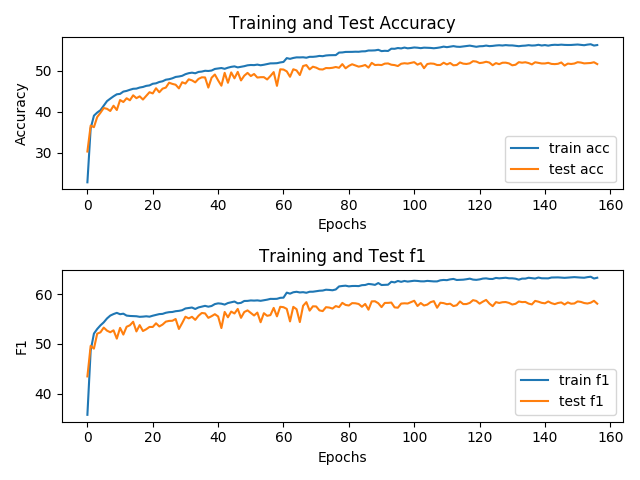 Training and Test Accuracy
Accuracy
50
40
30
train acc
test acc
0 20 40 60 80 100 120 140 160
Epochs
Training and Test f1
F1
60
50
40
train f1
test f1
0 20 40 60 80 100 120 140 160
Epochs